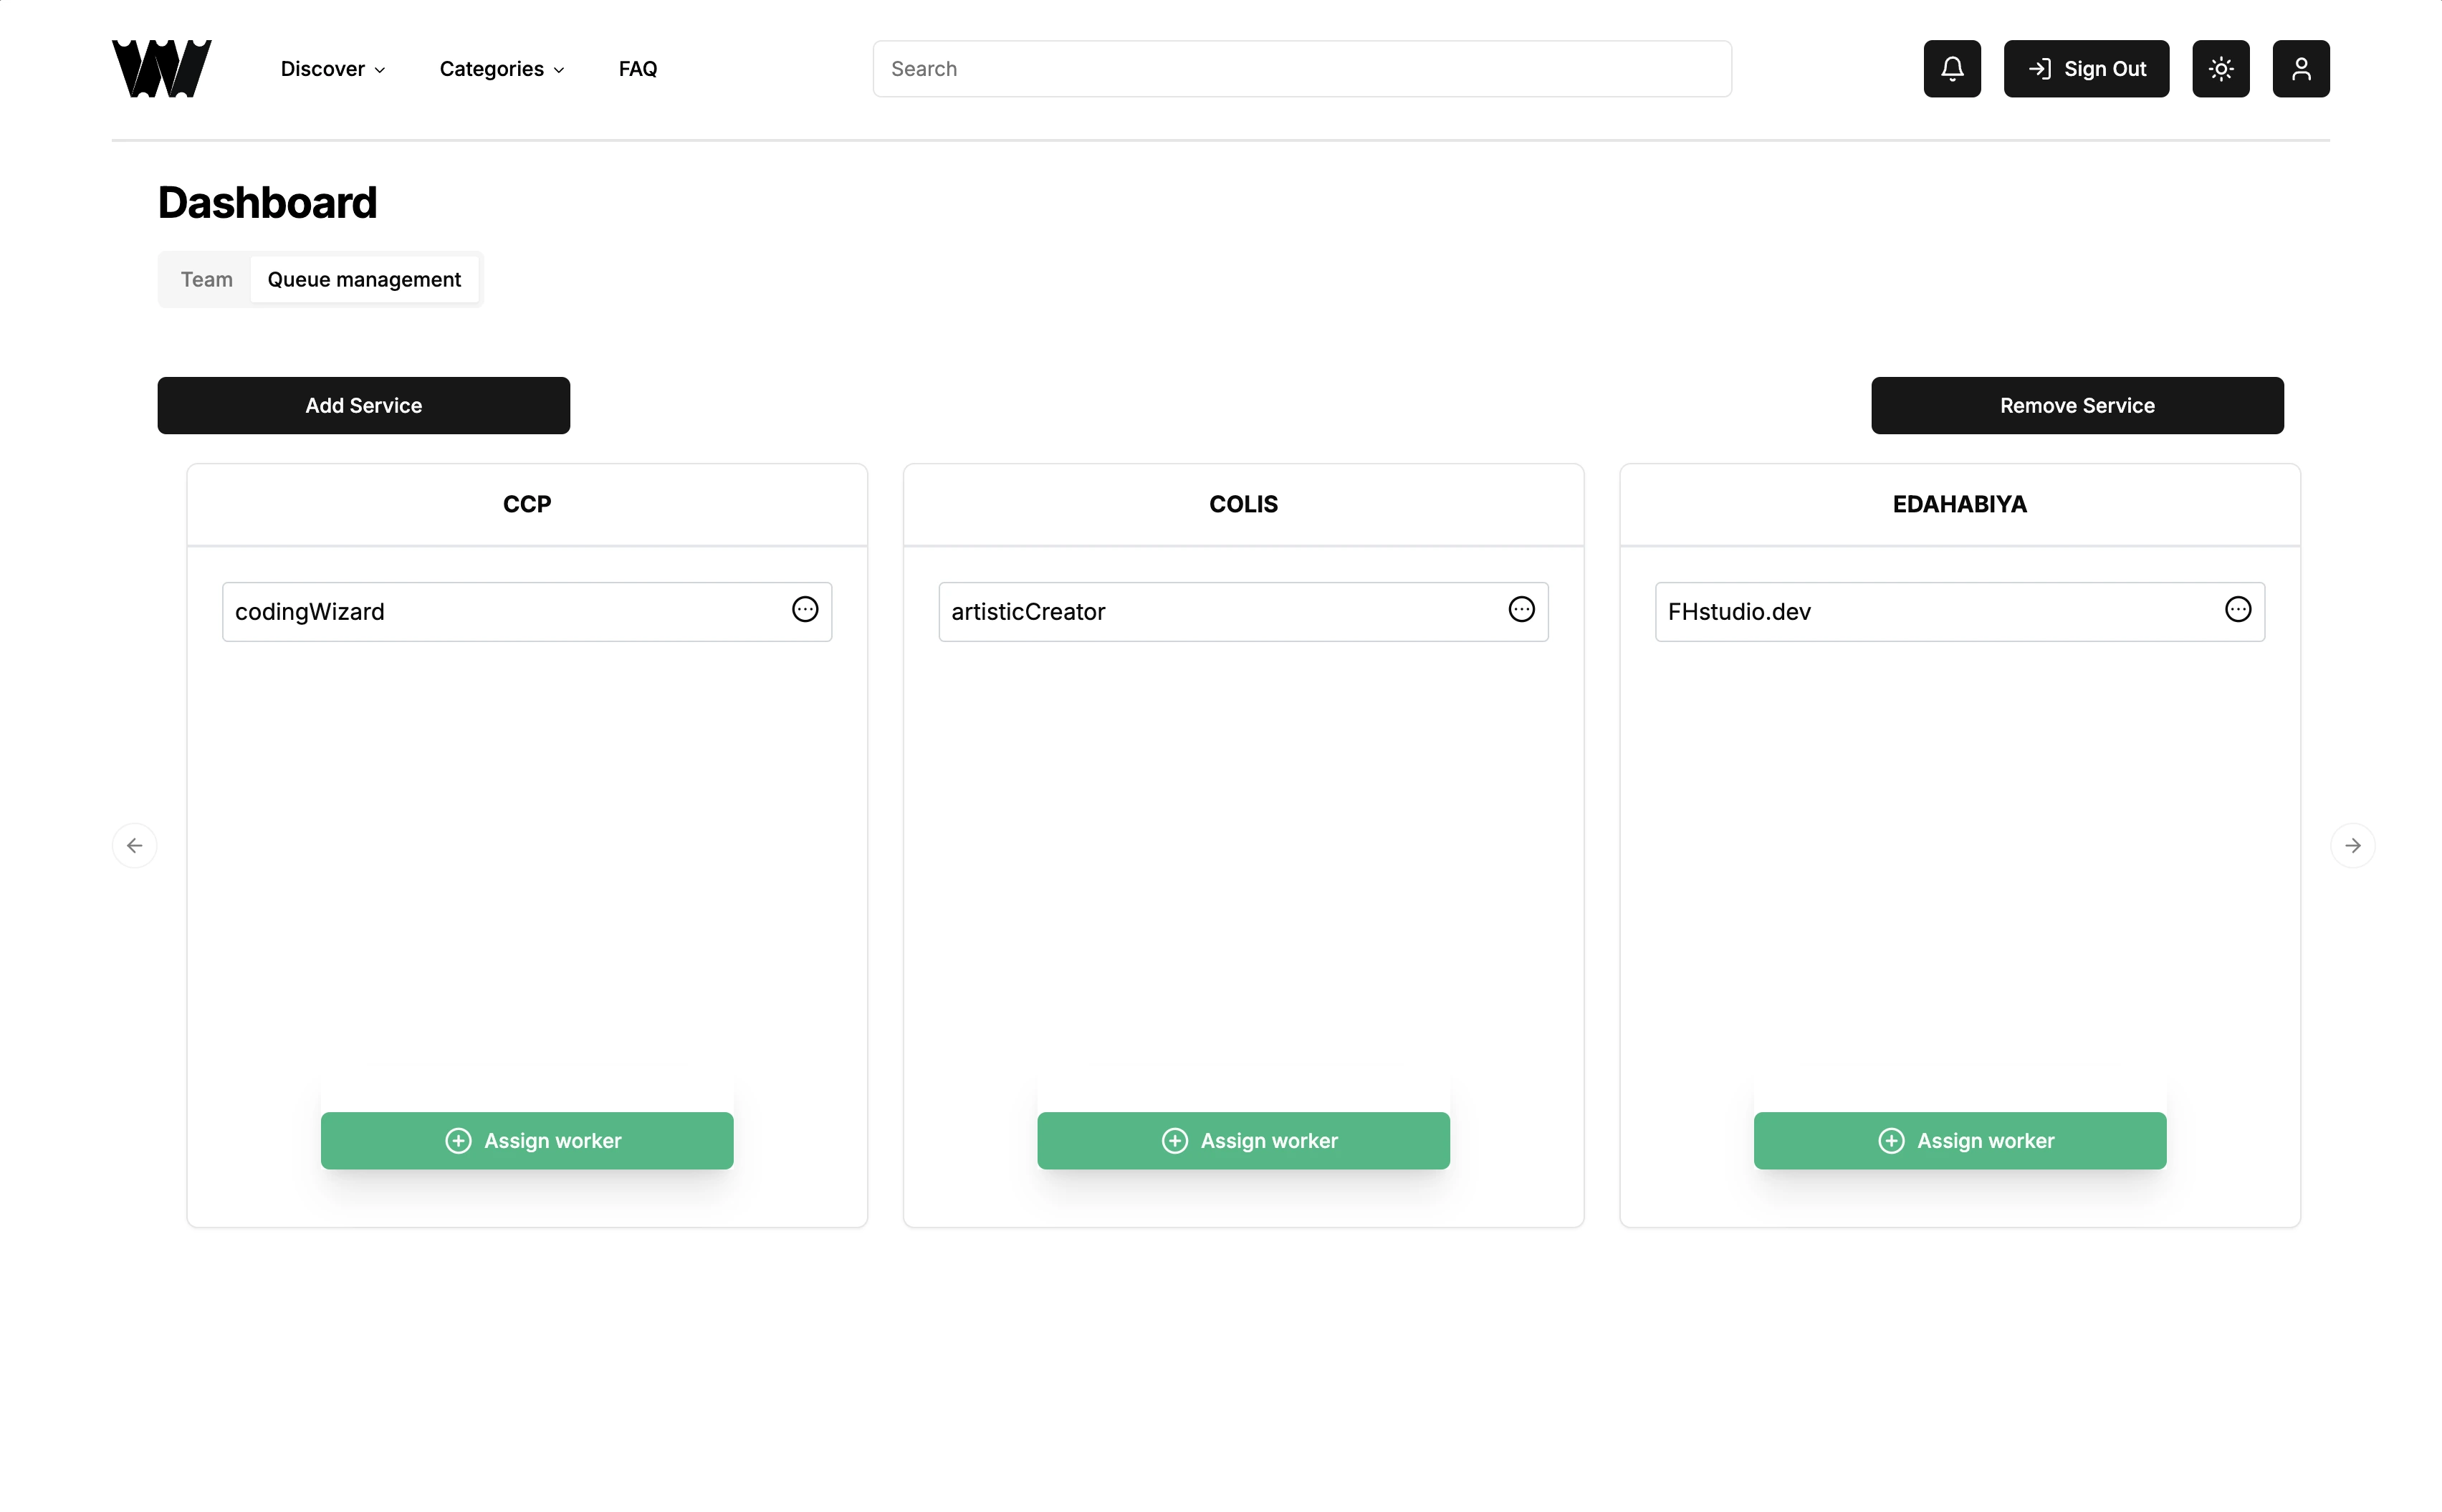 Discover
Categories
FAQ
Search
Sign Out
Dashboard
Team
Queue management
Add Service
Remove Service
CCP
COLIS
EDAHABIYA
codingWizard
artisticCreator
FHstudio.dev
Assign worker
Assign worker
Assign worker